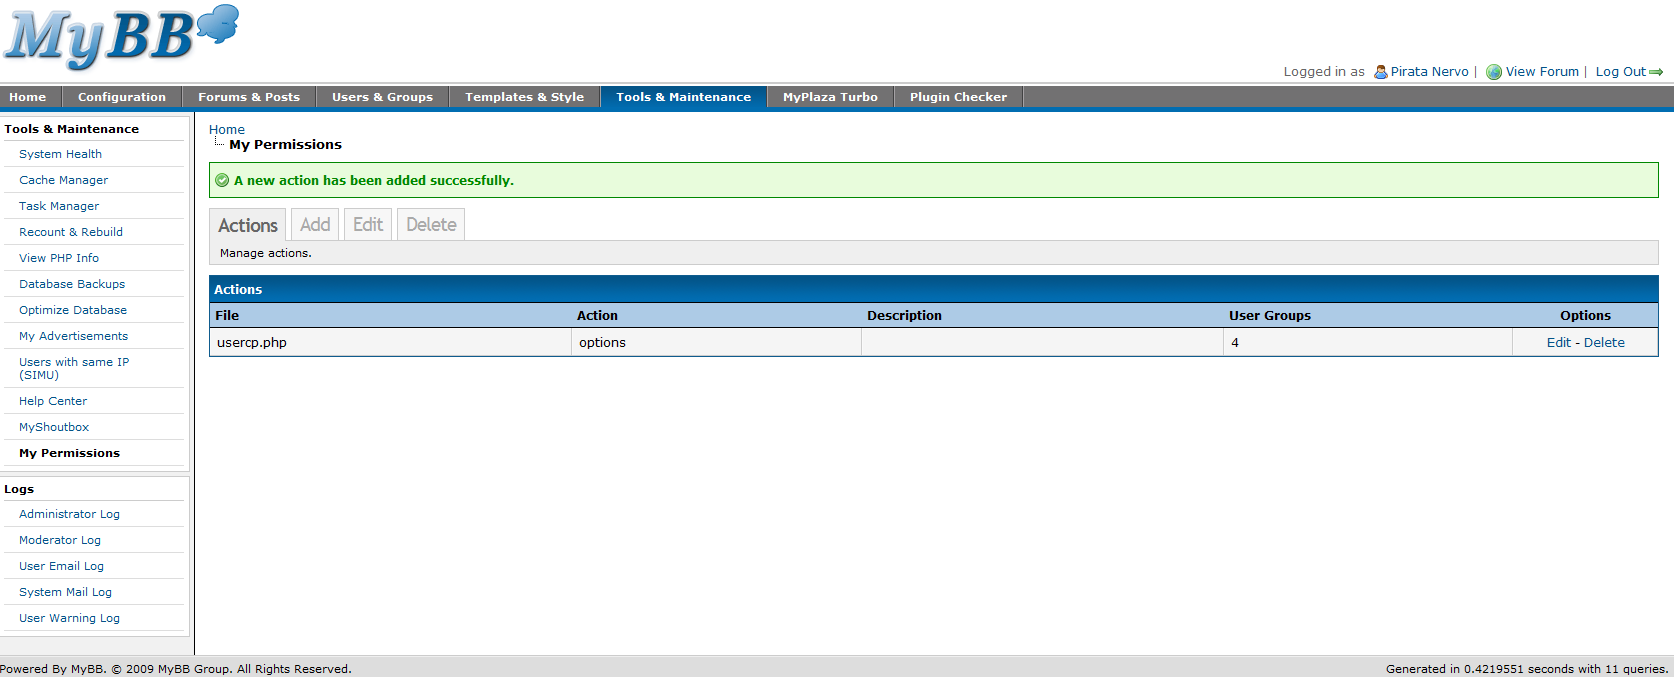 MyBB
Logged in as Pirata Nervo | View Forum | Log Out
Home Configuration Forums & Posts Users & Groups Templates & Style Tools & Maintenance MyPlaza Turbo Plugin Checker
Tools & Maintenance
System Health
Cache Manager
Task Manager
Recount & Rebuild
View PHP Info
Database Backups
Optimize Database
My Advertisements
Users with same IP
(SIMU)
Help Center
MyShoutbox
My Permissions
Logs
Administrator Log
Moderator Log
User Email Log
System Mail Log
User Warning Log
Home
My Permissions
A new action has been added successfully.
Actions Add Edit Delete
Manage actions.
Actions
File Action Description User Groups Options
usercp.php options 4 Edit - Delete
Powered By MyBB. © 2009 MyBB Group. All Rights Reserved.
Generated in 0.4219551 seconds with 11 queries.